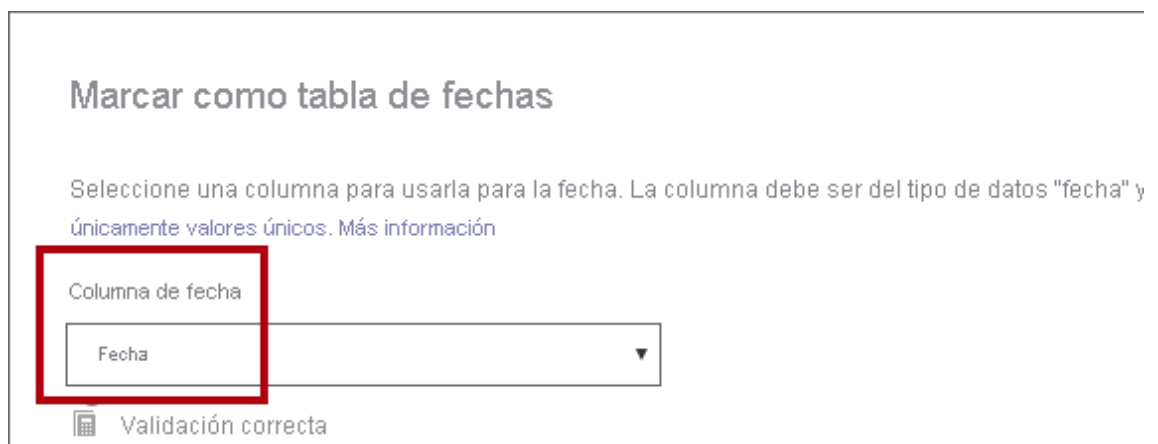 Marcar como tabla de fechas
Seleccione una columna para usarla para la fecha. La columna debe ser del tipo de datos "fecha" y
únicamente valores únicos. Más información
Columna de fecha
Fecha
Validación correcta